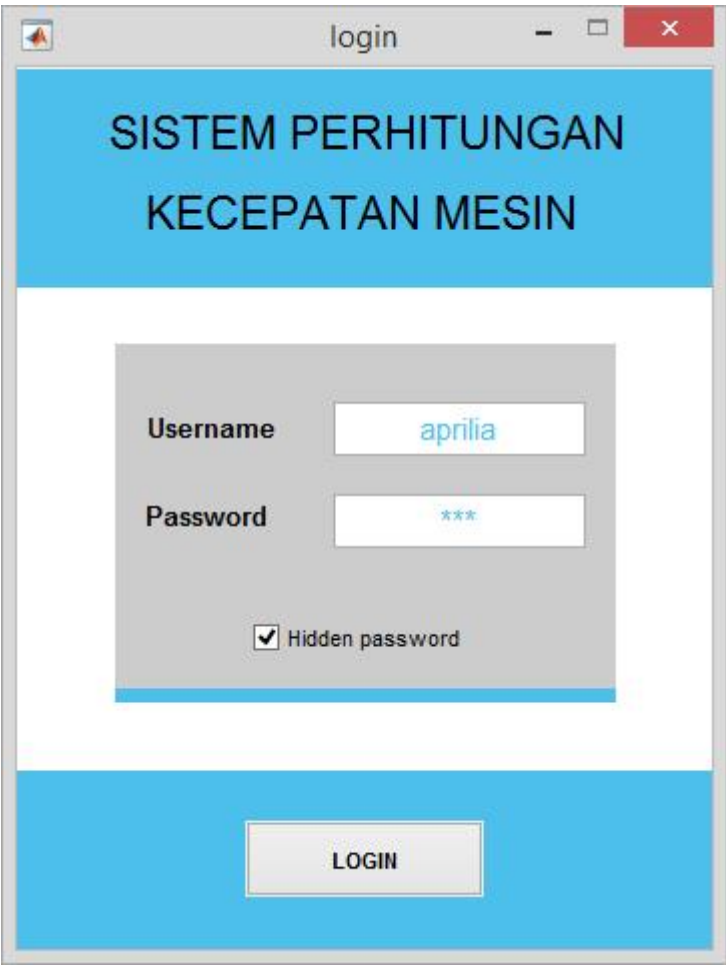 login
SISTEM PERHITUNGAN
KECEPATAN MESIN
Username aprilia
Password ***
Hidden password
LOGIN